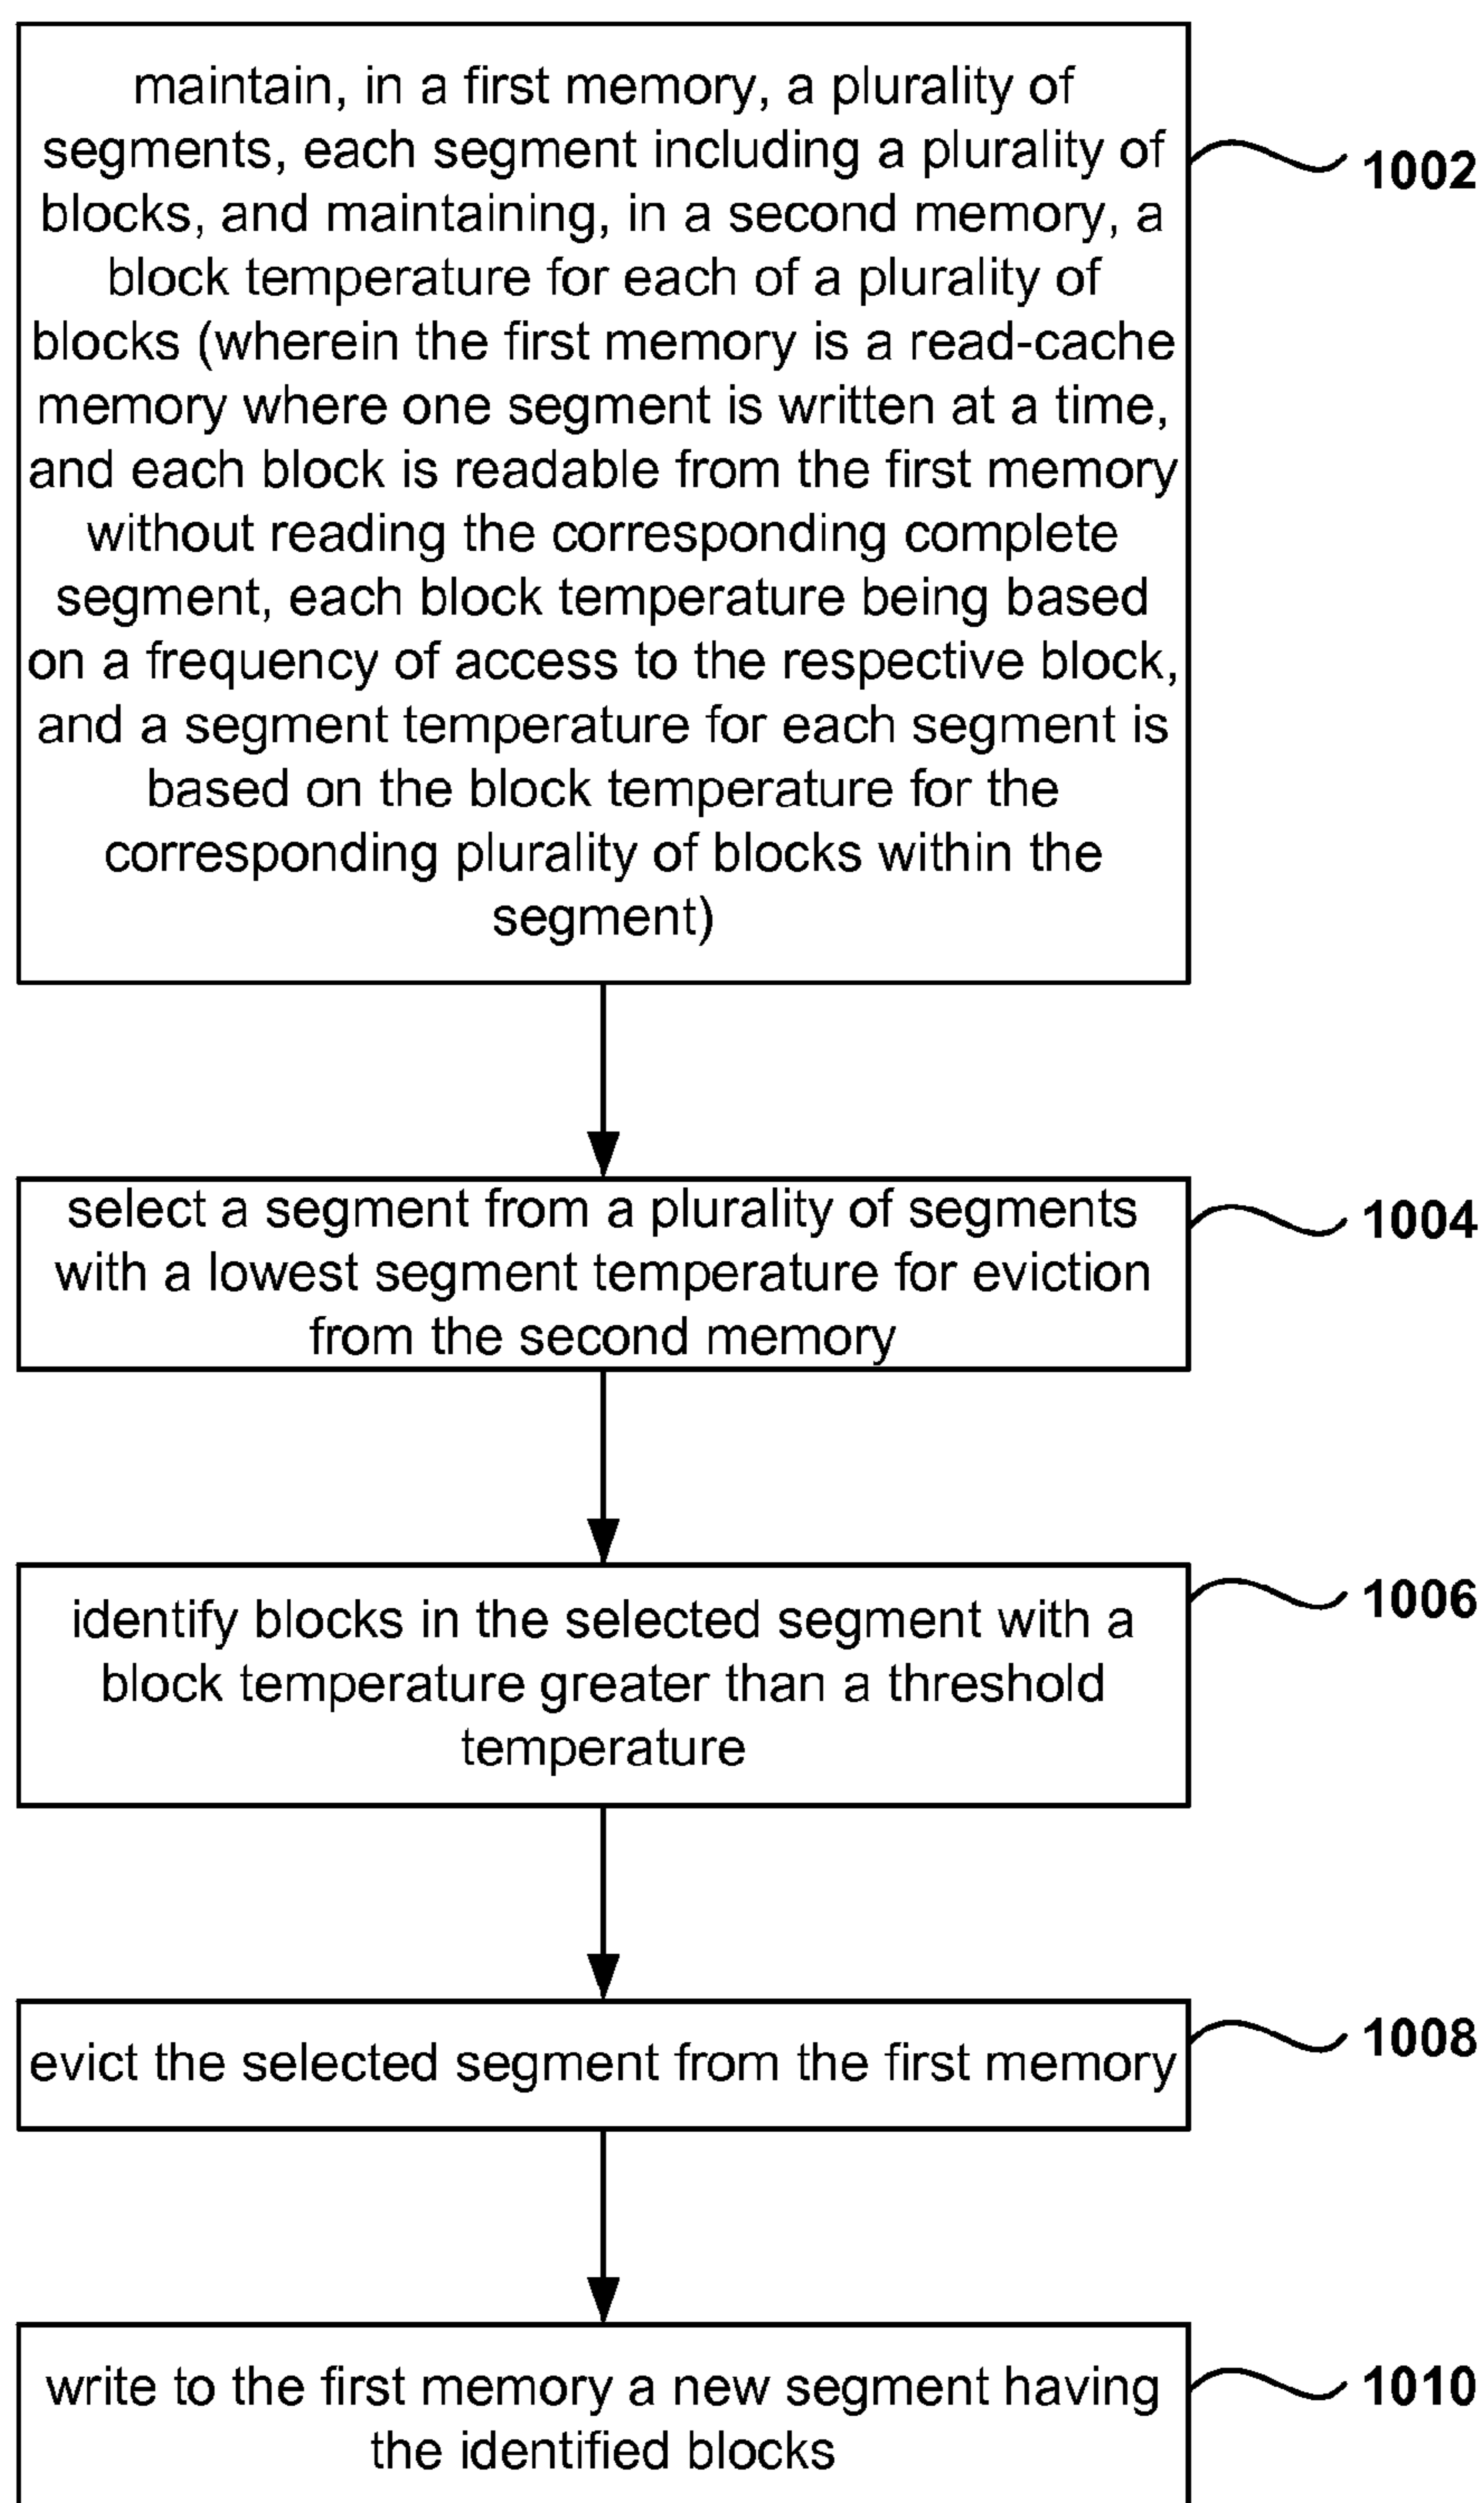 maintain, in a first memory, a plurality of
segments, each segment including a plurality of
blocks, and maintaining, in a second memory, a
block temperature for each of a plurality of
blocks (wherein the first memory is a read-cache
memory where one segment is written at a time,
and each block is readable from the first memory
without reading the corresponding complete
segment, each block temperature being based
on a frequency of access to the respective block,
and a segment temperature for each segment is
based on the block temperature for the
corresponding plurality of blocks within the
segment)
1002
select a segment from a plurality of segments
with a lowest segment temperature for eviction
from the second memory
1004
identify blocks in the selected segment with a
block temperature greater than a threshold
temperature
1006
evict the selected segment from the first memory
1008
write to the first memory a new segment having
the identified blocks
1010